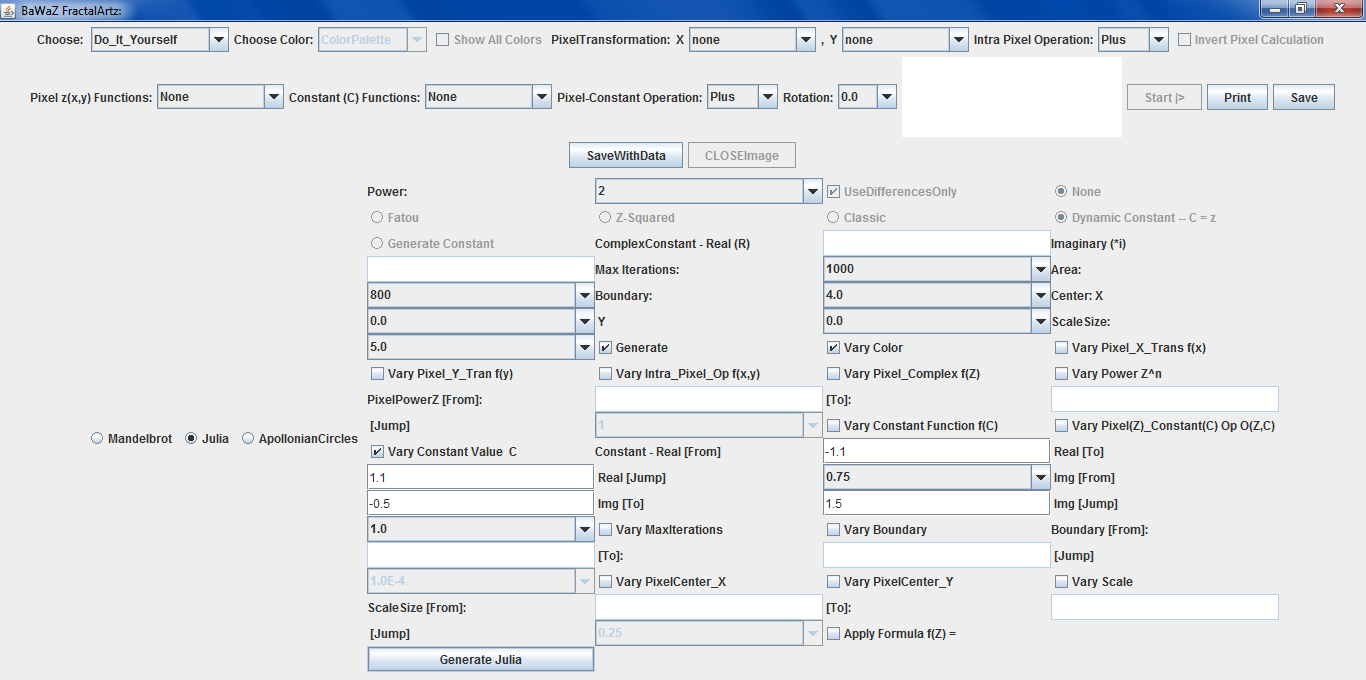 BaWaZ FractalArtz:
Choose: Do_It_Yourself Choose Color: ColorPalette Show All Colors PixelTransformation: X none , Y none Intra Pixel Operation: Plus Invert Pixel Calculation
Pixel z(x,y) Functions: None Constant (C) Functions: None Pixel-Constant Operation: Plus Rotation: 0.0 Start |> Print Save
SaveWithData CLOSEImage
Power: 2 UseDifferencesOnly None
Fatou Z-Squared Classic Dynamic Constant -- C = z
Generate Constant ComplexConstant - Real (R) Imaginary (*i)
Max Iterations: 1000 Area:
800 Boundary: 4.0 Center: X
0.0 Y 0.0 ScaleSize:
5.0 Generate Vary Color Vary Pixel_X_Trans f(x)
Vary Pixel_Y_Tran f(y) Vary Intra_Pixel_Op f(x,y) Vary Pixel_Complex f(Z) Vary Power Z^n
PixelPowerZ [From]: [To]:
[Jump] 1 Vary Constant Function f(C) Vary Pixel(Z)_Constant(C) Op O(Z,C)
Mandelbrot Julia ApollonianCircles
Vary Constant Value C Constant - Real [From] -1.1 Real [To]
1.1 Real [Jump] 0.75 Img [From]
-0.5 Img [To] 1.5 Img [Jump]
1.0 Vary MaxIterations Vary Boundary Boundary [From]:
[To]: [Jump]
1.0E-4 Vary PixelCenter_X Vary PixelCenter_Y Vary Scale
ScaleSize [From]: [To]:
[Jump] 0.25 Apply Formula f(Z) =
Generate Julia